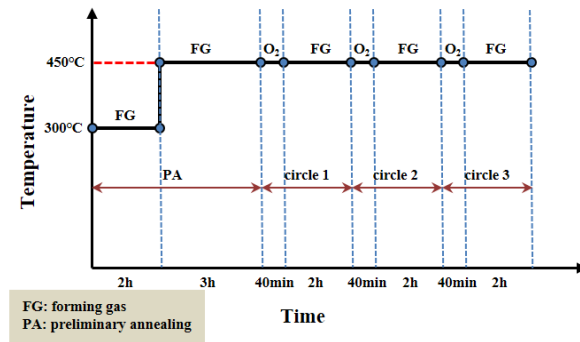 FG O₂ FG O₂ FG O₂ FG
450°C
FG
300°C
Temperature
PA circle 1 circle 2 circle 3
2h 3h 40min 2h 40min 2h 40min 2h
Time
FG: forming gas
PA: preliminary annealing